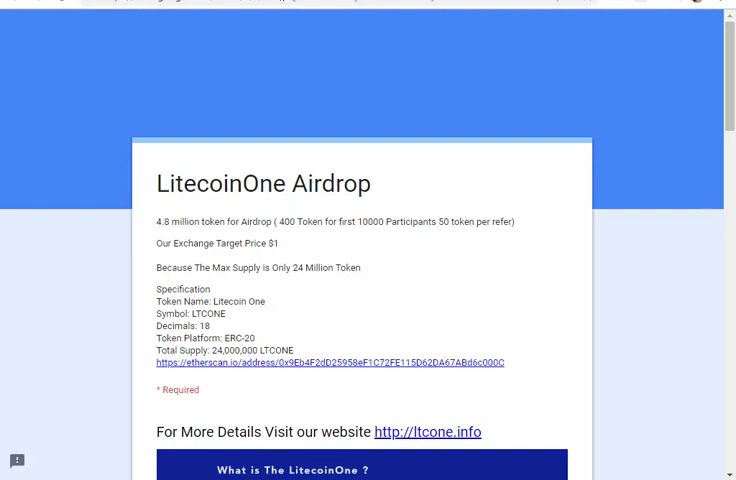 LitecoinOne Airdrop
4.8 million token for Airdrop ( 400 Token for first 10000 Participants 50 token per refer)
Our Exchange Target Price $1
Because The Max Supply is Only 24 Million Token
Specification
Token Name: Litecoin One
Symbol: LTCONE
Decimals: 18
Token Platform: ERC-20
Total Supply: 24,000,000 LTCONE
https://etherscan.io/address/0x9Eb4F2dD25958eF1C72FE115D62DA67ABd6c000C
* Required
For More Details Visit our website http://ltcone.info
What is The LitecoinOne ?